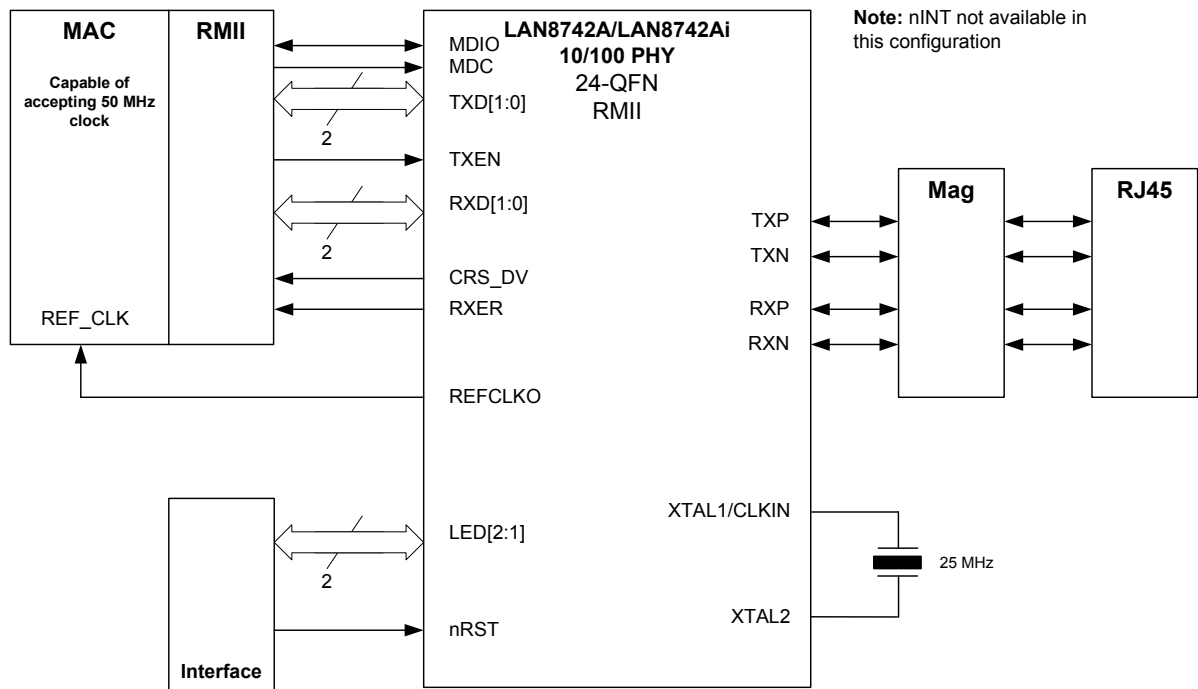 MAC
RMII
Capable of
accepting 50 MHz
clock
REF_CLK
LAN8742A/LAN8742Ai
10/100 PHY
24-QFN
RMII
MDIO
MDC
TXD[1:0]
2
TXEN
RXD[1:0]
2
CRS_DV
RXER
REFCLKO
LED[2:1]
2
nRST
Interface
TXP
TXN
RXP
RXN
Mag
RJ45
XTAL1/CLKIN
25 MHz
XTAL2
Note: nINT not available in
this configuration